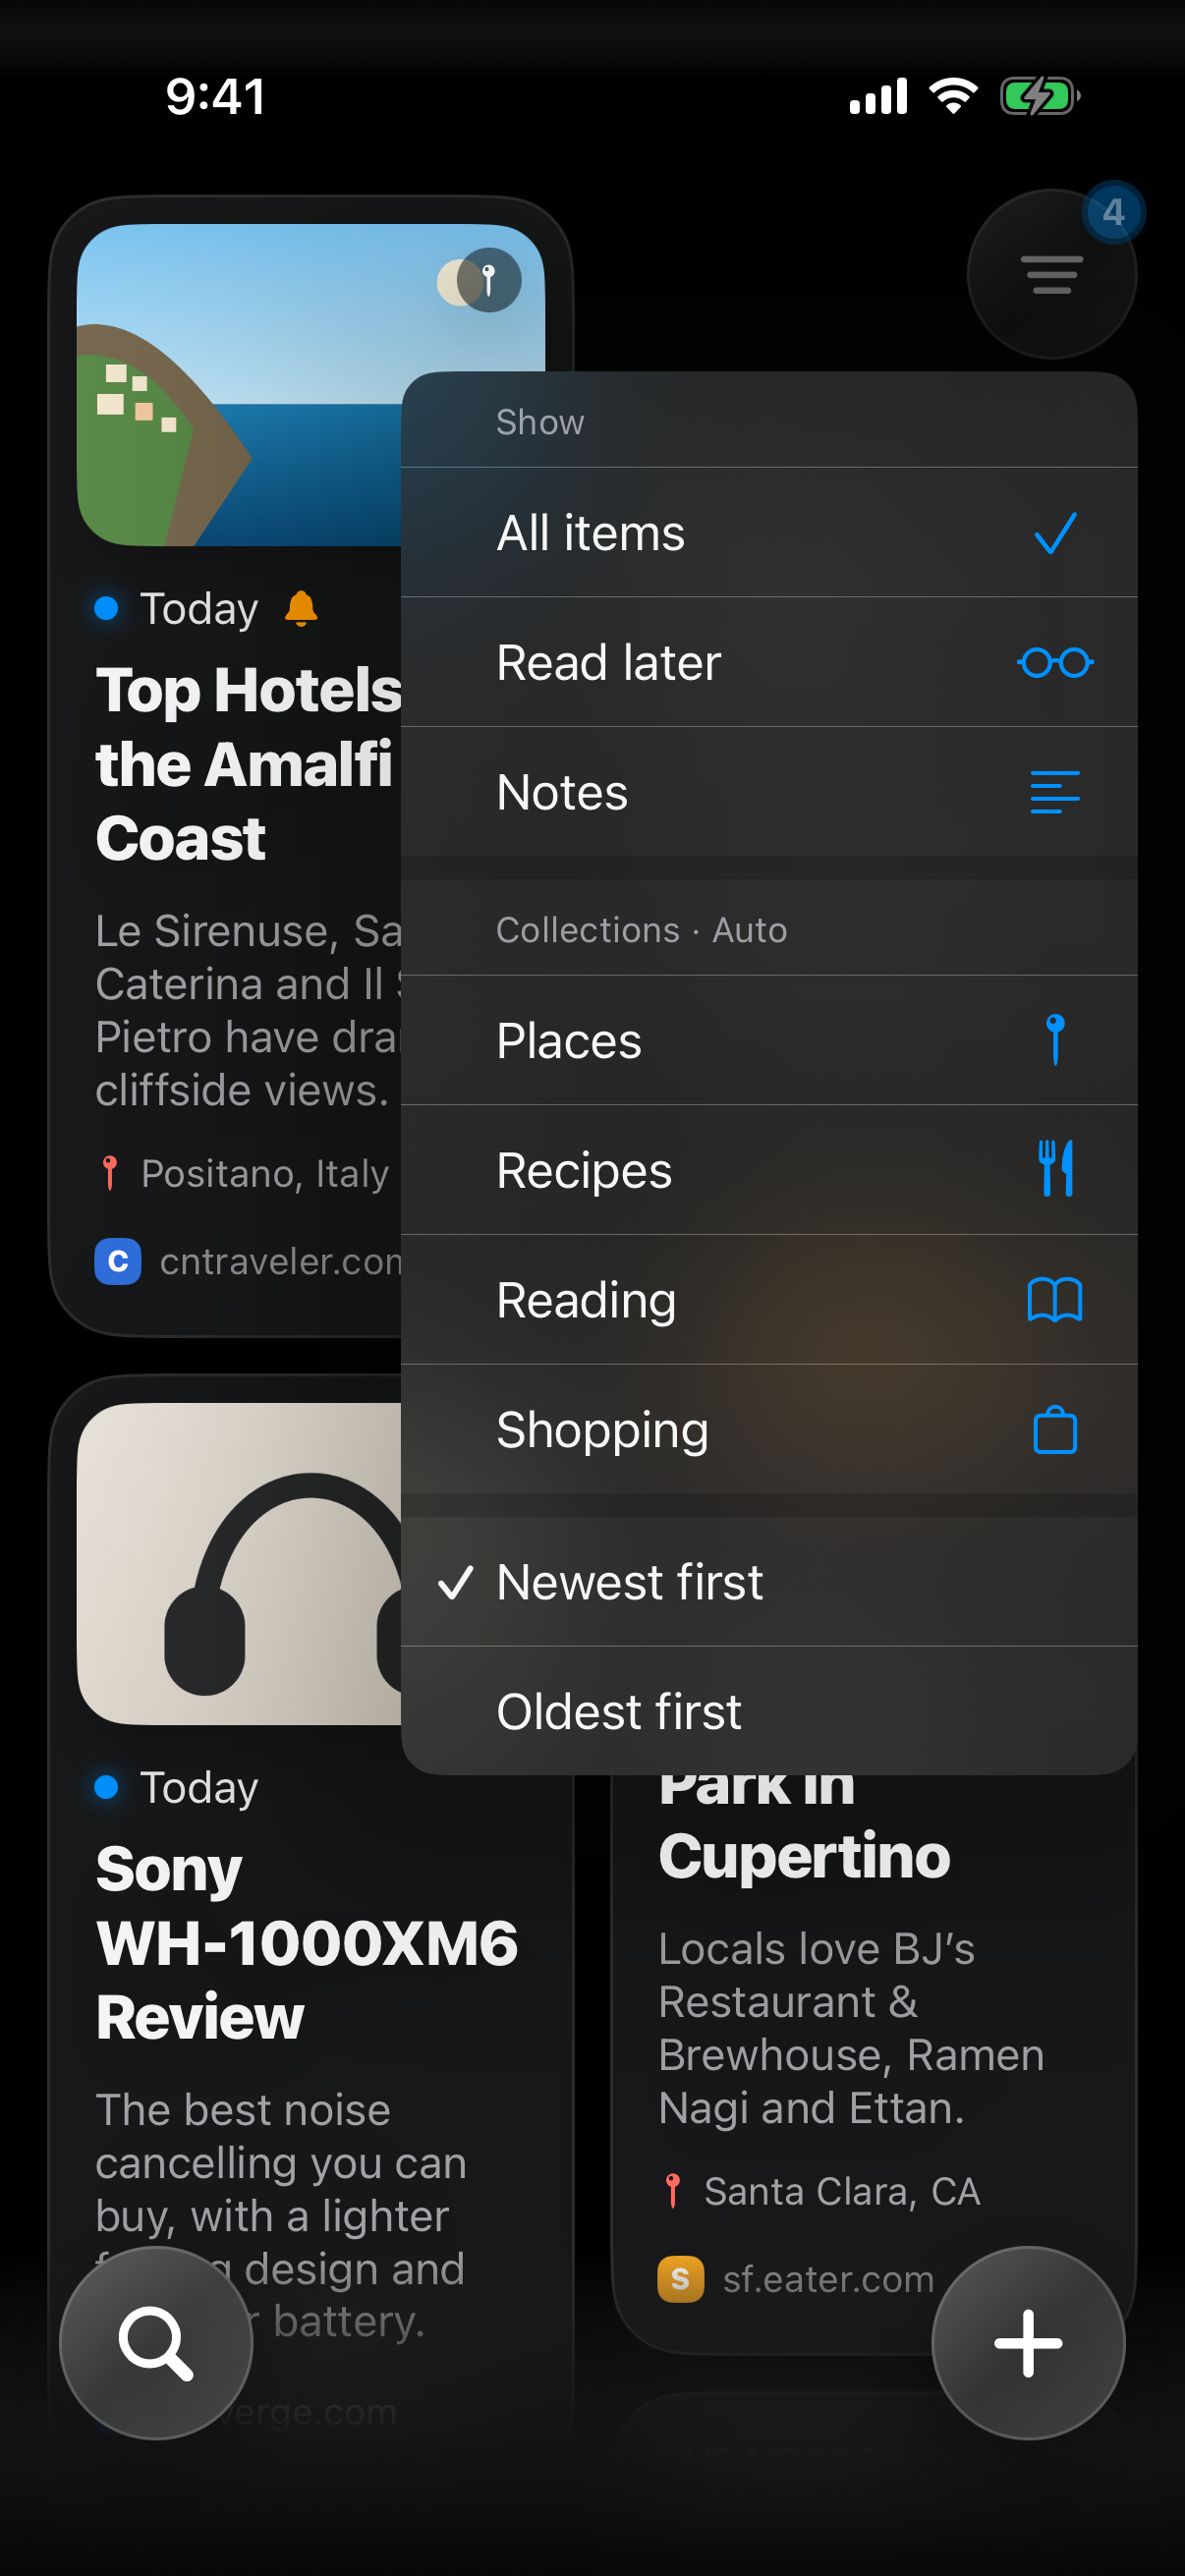 9:41
4
Show
All items
Read later
Notes
Collections · Auto
Places
Recipes
Reading
Shopping
Newest first
Oldest first
Today
Top Hotels
the Amalfi
Coast
Le Sirenuse,
Caterina and Il
Pietro have
cliffside views.
Positano, Italy
C cntraveler.com
Today
Sony
WH-1000XM6
Review
The best noise
cancelling you can
buy, with a lighter
design and
battery.
verge.com
Park in
Cupertino
Locals love BJ’s
Restaurant &
Brewhouse, Ramen
Nagi and Ettan.
Santa Clara, CA
S sf.eater.com